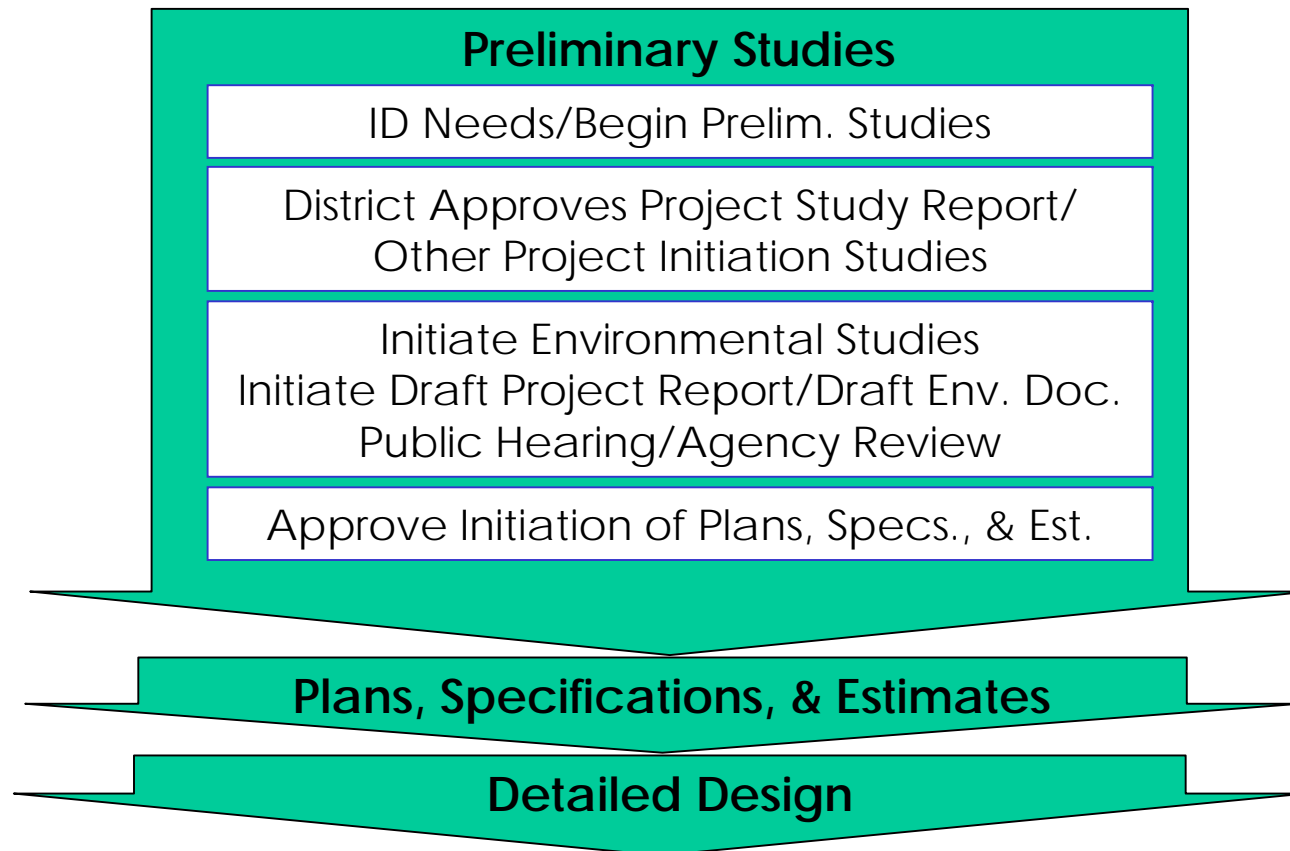 Preliminary Studies
ID Needs/Begin Prelim. Studies
District Approves Project Study Report/
Other Project Initiation Studies
Initiate Environmental Studies
Initiate Draft Project Report/Draft Env. Doc.
Public Hearing/Agency Review
Approve Initiation of Plans, Specs., & Est.
Plans, Specifications, & Estimates
Detailed Design